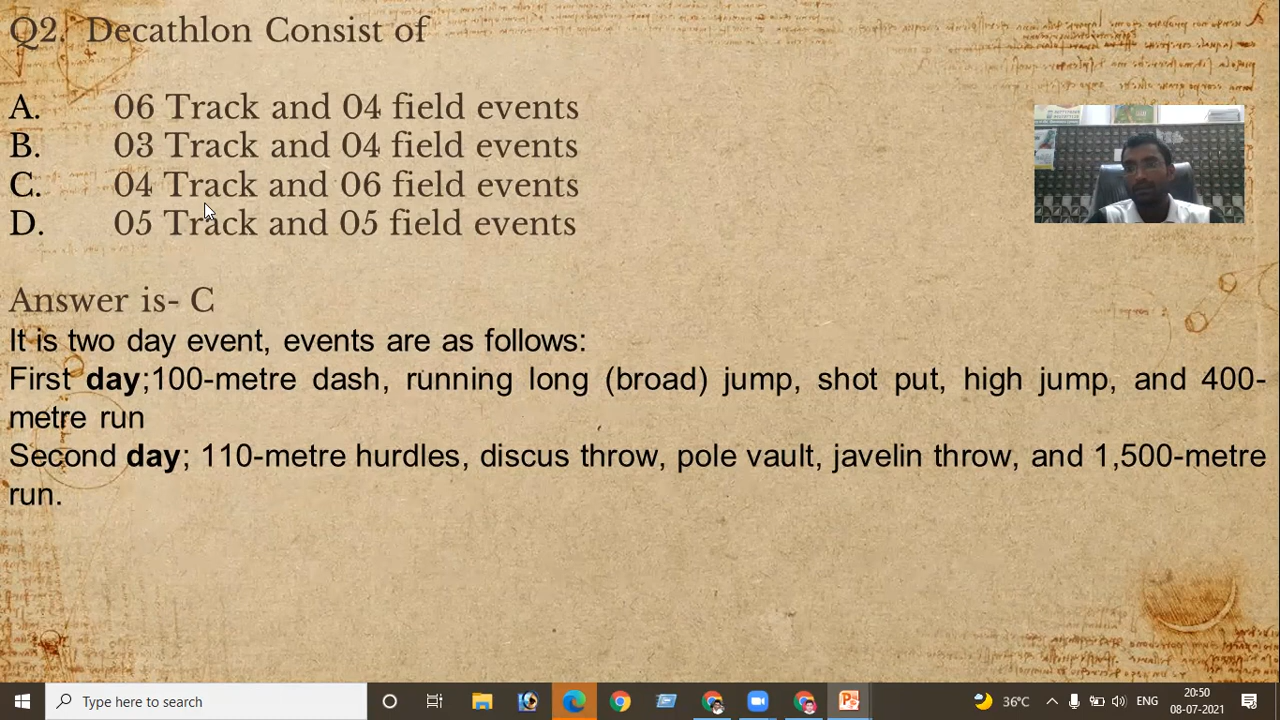 Q2. Decathlon Consist of
A. 06 Track and 04 field events
B. 03 Track and 04 field events
C. 04 Track and 06 field events
D. 05 Track and 05 field events
Answer is- C
It is two day event, events are as follows:
First day;100-metre dash, running long (broad) jump, shot put, high jump, and 400-
metre run
Second day; 110-metre hurdles, discus throw, pole vault, javelin throw, and 1,500-metre
run.
Type here to search
36°C
ENG
20:50
08-07-2021